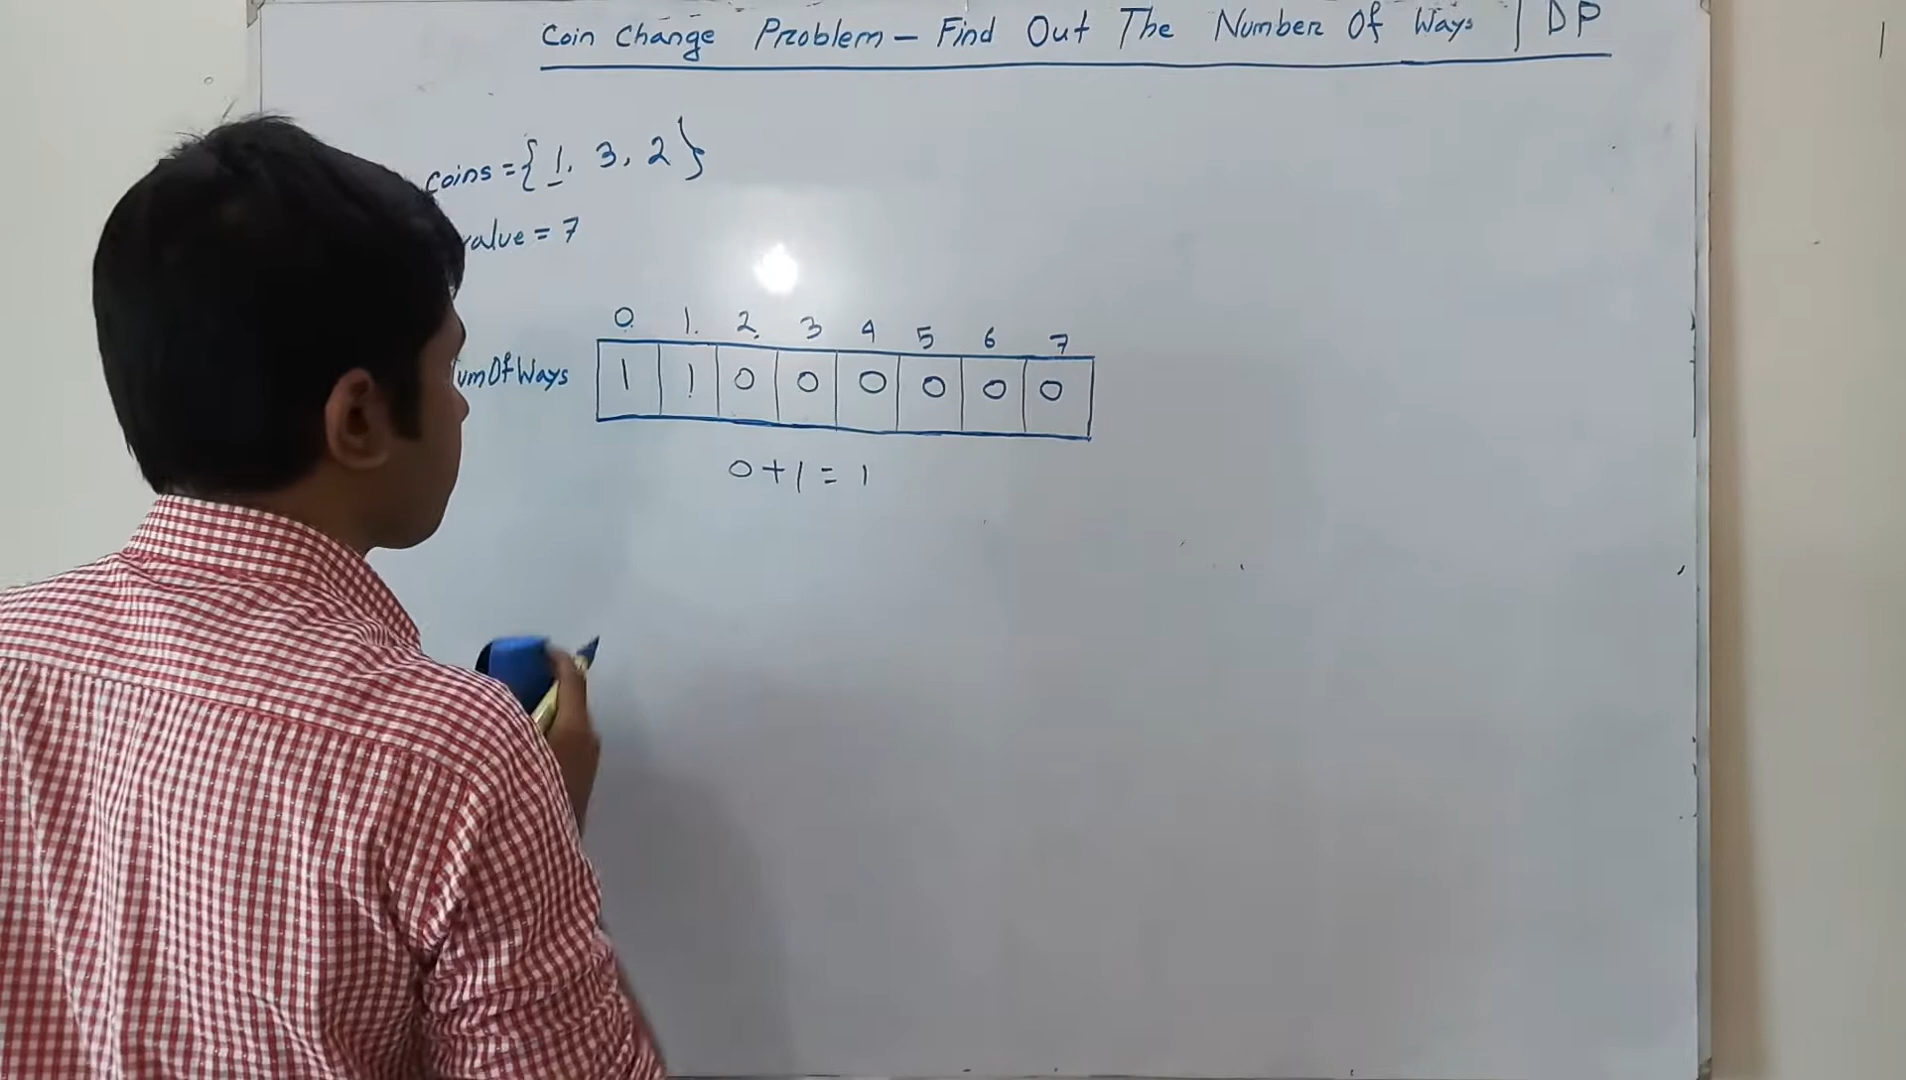 Coin Change Problem – Find Out The Number Of Ways | DP
coins = { 1, 3, 2 }
value = 7
0 1 2 3 4 5 6 7
umOfWays 1 1 0 0 0 0 0 0
0 + 1 = 1